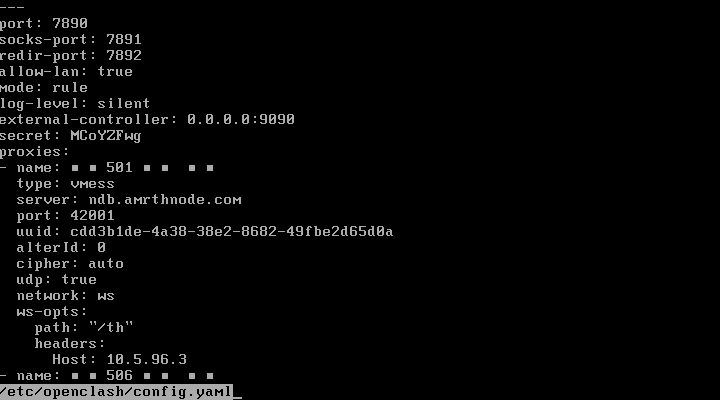 ---
port: 7890
socks-port: 7891
redir-port: 7892
allow-lan: true
mode: rule
log-level: silent
external-controller: 0.0.0.0:9090
secret: MCoYZFwg
proxies:
- name: ■ ■ 501 ■ ■  ■ ■
  type: vmess
  server: ndb.amrthnode.com
  port: 42001
  uuid: cdd3b1de-4a38-38e2-8682-49fbe2d65d0a
  alterId: 0
  cipher: auto
  udp: true
  network: ws
  ws-opts:
    path: "/th"
    headers:
      Host: 10.5.96.3
- name: ■ ■ 506 ■ ■  ■ ■
/etc/openclash/config.yaml